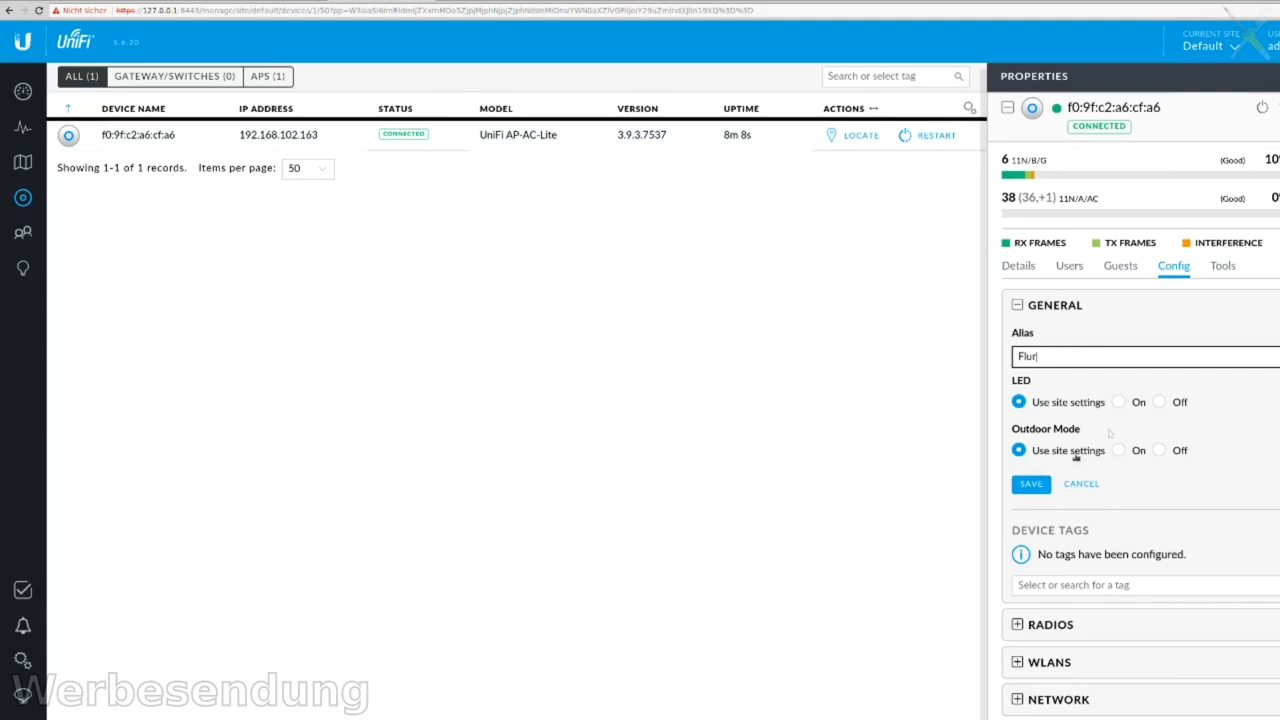 Nicht sicher
UniFi 5.6.20
CURRENT SITE
Default
ALL (1) GATEWAY/SWITCHES (0) APS (1)
Search or select tag
DEVICE NAME IP ADDRESS STATUS MODEL VERSION UPTIME ACTIONS
f0:9f:c2:a6:cf:a6 192.168.102.163 CONNECTED UniFi AP-AC-Lite 3.9.3.7537 8m 8s LOCATE RESTART
Showing 1-1 of 1 records. Items per page: 50
PROPERTIES
f0:9f:c2:a6:cf:a6
CONNECTED
6 11N/B/G (Good)
38 (36,+1) 11N/A/AC (Good)
RX FRAMES TX FRAMES INTERFERENCE
Details Users Guests Config Tools
GENERAL
Alias
Flur
LED
Use site settings On Off
Outdoor Mode
Use site settings On Off
SAVE CANCEL
DEVICE TAGS
No tags have been configured.
Select or search for a tag
RADIOS
WLANS
NETWORK
Werbesendung